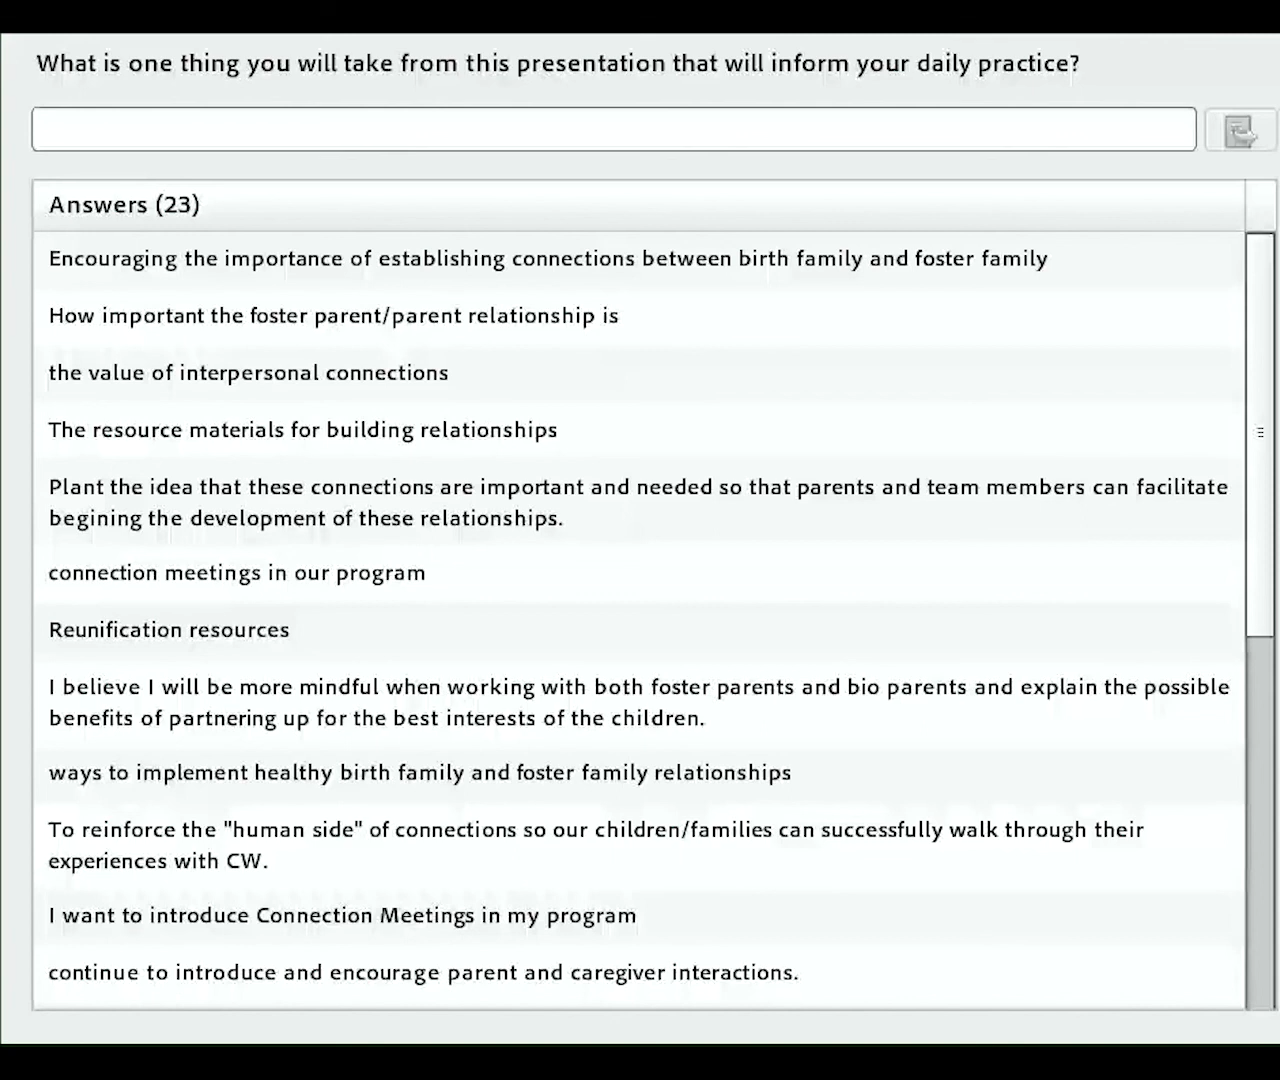 What is one thing you will take from this presentation that will inform your daily practice?
Answers (23)
Encouraging the importance of establishing connections between birth family and foster family
How important the foster parent/parent relationship is
the value of interpersonal connections
The resource materials for building relationships
Plant the idea that these connections are important and needed so that parents and team members can facilitate
begining the development of these relationships.
connection meetings in our program
Reunification resources
I believe I will be more mindful when working with both foster parents and bio parents and explain the possible
benefits of partnering up for the best interests of the children.
ways to implement healthy birth family and foster family relationships
To reinforce the "human side" of connections so our children/families can successfully walk through their
experiences with CW.
I want to introduce Connection Meetings in my program
continue to introduce and encourage parent and caregiver interactions.